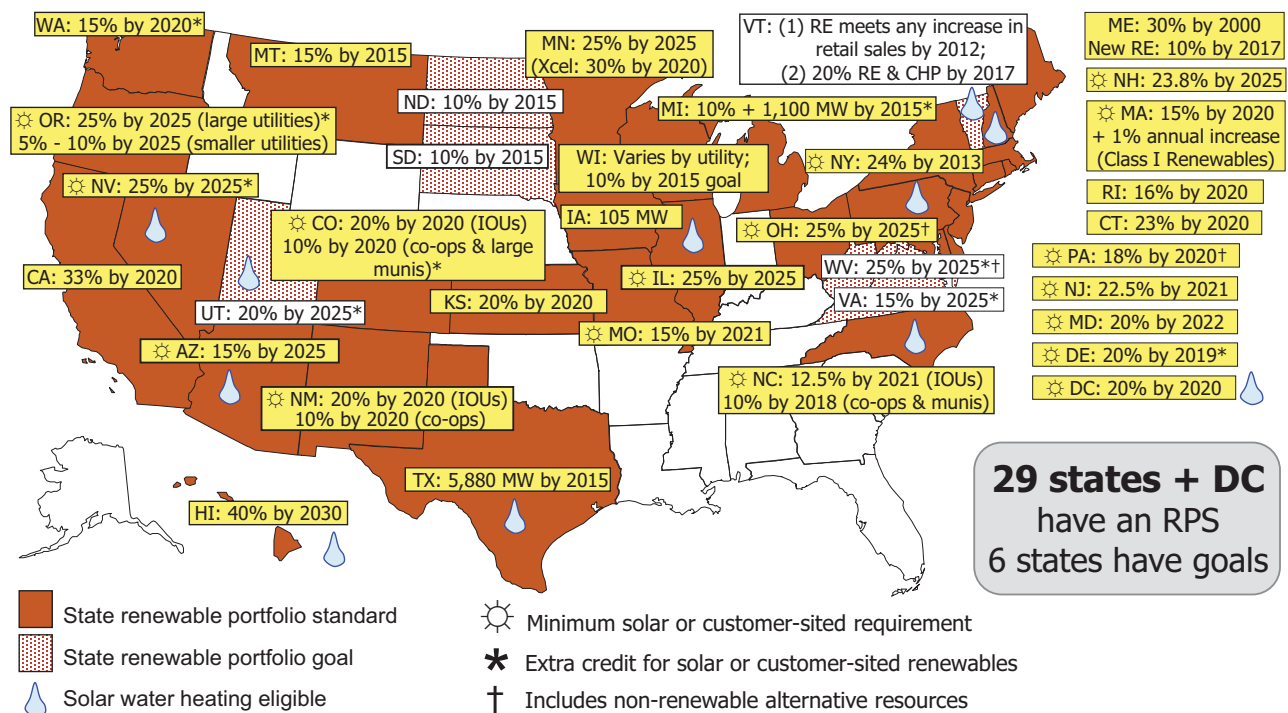 WA: 15% by 2020*
MT: 15% by 2015
MN: 25% by 2025
(Xcel: 30% by 2020)
VT: (1) RE meets any increase in
retail sales by 2012;
(2) 20% RE & CHP by 2017
ME: 30% by 2000
New RE: 10% by 2017
☼ NH: 23.8% by 2025
ND: 10% by 2015
MI: 10% + 1,100 MW by 2015*
☼ OR: 25% by 2025 (large utilities)*
5% - 10% by 2025 (smaller utilities)
☼ MA: 15% by 2020
+ 1% annual increase
(Class I Renewables)
SD: 10% by 2015
WI: Varies by utility;
10% by 2015 goal
☼ NY: 24% by 2013
☼ NV: 25% by 2025*
RI: 16% by 2020
☼ CO: 20% by 2020 (IOUs)
10% by 2020 (co-ops & large
munis)*
IA: 105 MW
CT: 23% by 2020
☼ OH: 25% by 2025†
☼ PA: 18% by 2020†
CA: 33% by 2020
WV: 25% by 2025*†
☼ IL: 25% by 2025
☼ NJ: 22.5% by 2021
KS: 20% by 2020
VA: 15% by 2025*
UT: 20% by 2025*
☼ MD: 20% by 2022
☼ MO: 15% by 2021
☼ AZ: 15% by 2025
☼ DE: 20% by 2019*
☼ NC: 12.5% by 2021 (IOUs)
10% by 2018 (co-ops & munis)
☼ DC: 20% by 2020
☼ NM: 20% by 2020 (IOUs)
10% by 2020 (co-ops)
TX: 5,880 MW by 2015
HI: 40% by 2030
29 states + DC
have an RPS
6 states have goals
State renewable portfolio standard
State renewable portfolio goal
Solar water heating eligible
☼ Minimum solar or customer-sited requirement
* Extra credit for solar or customer-sited renewables
† Includes non-renewable alternative resources